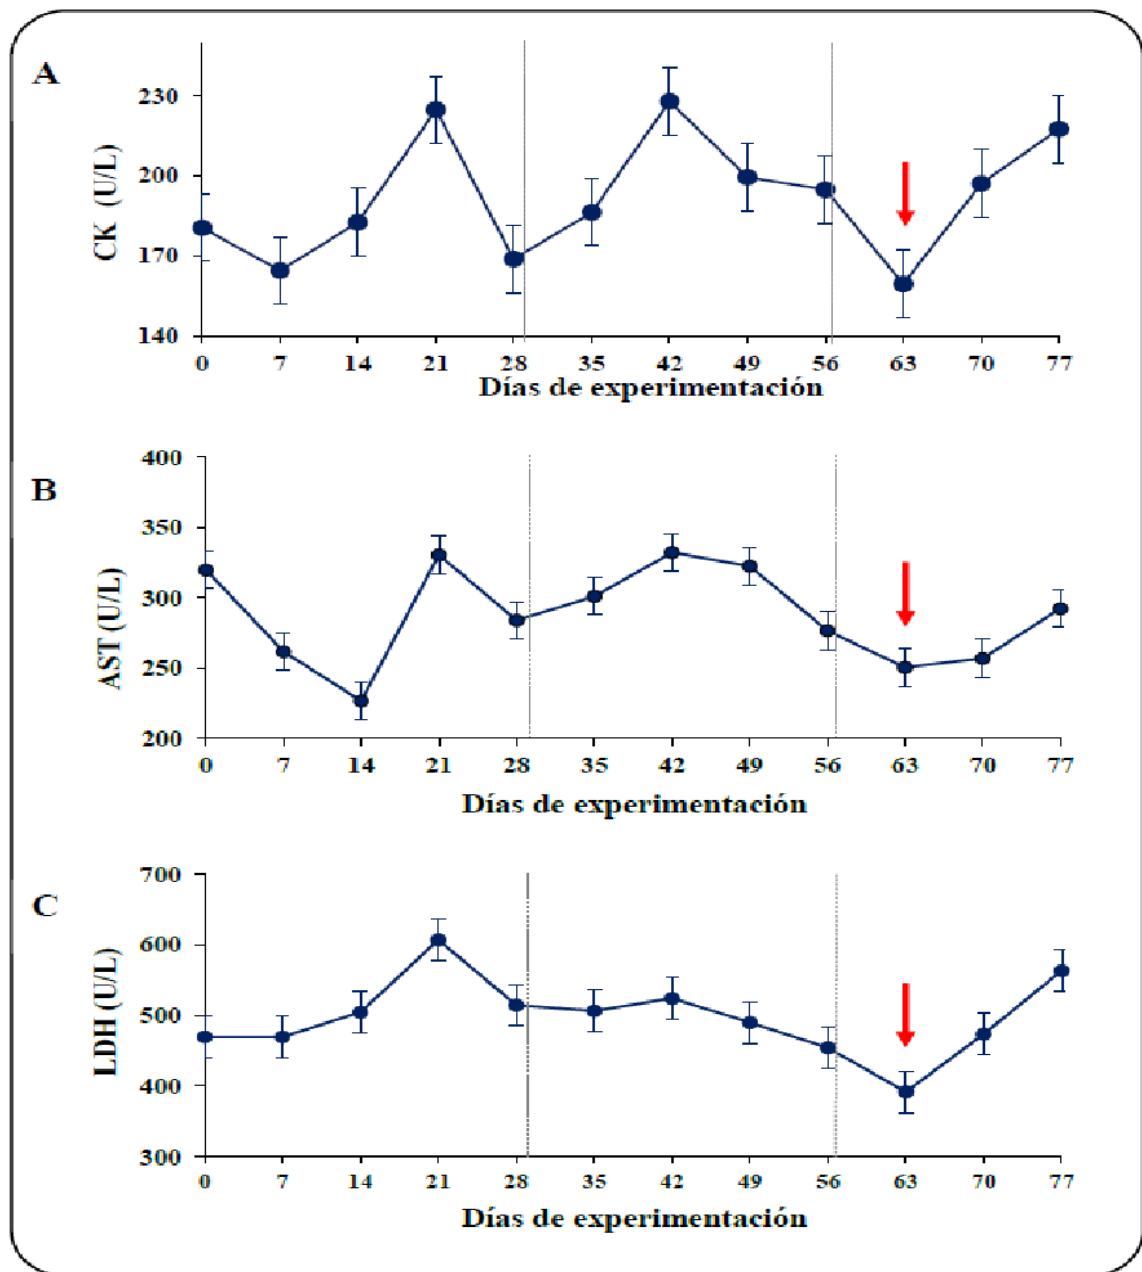 A
CK (U/L)
230
200
170
140
0 7 14 21 28 35 42 49 56 63 70 77
Días de experimentación
B
AST (U/L)
400
350
300
250
200
0 7 14 21 28 35 42 49 56 63 70 77
Días de experimentación
C
LDH (U/L)
700
600
500
400
300
0 7 14 21 28 35 42 49 56 63 70 77
Días de experimentación